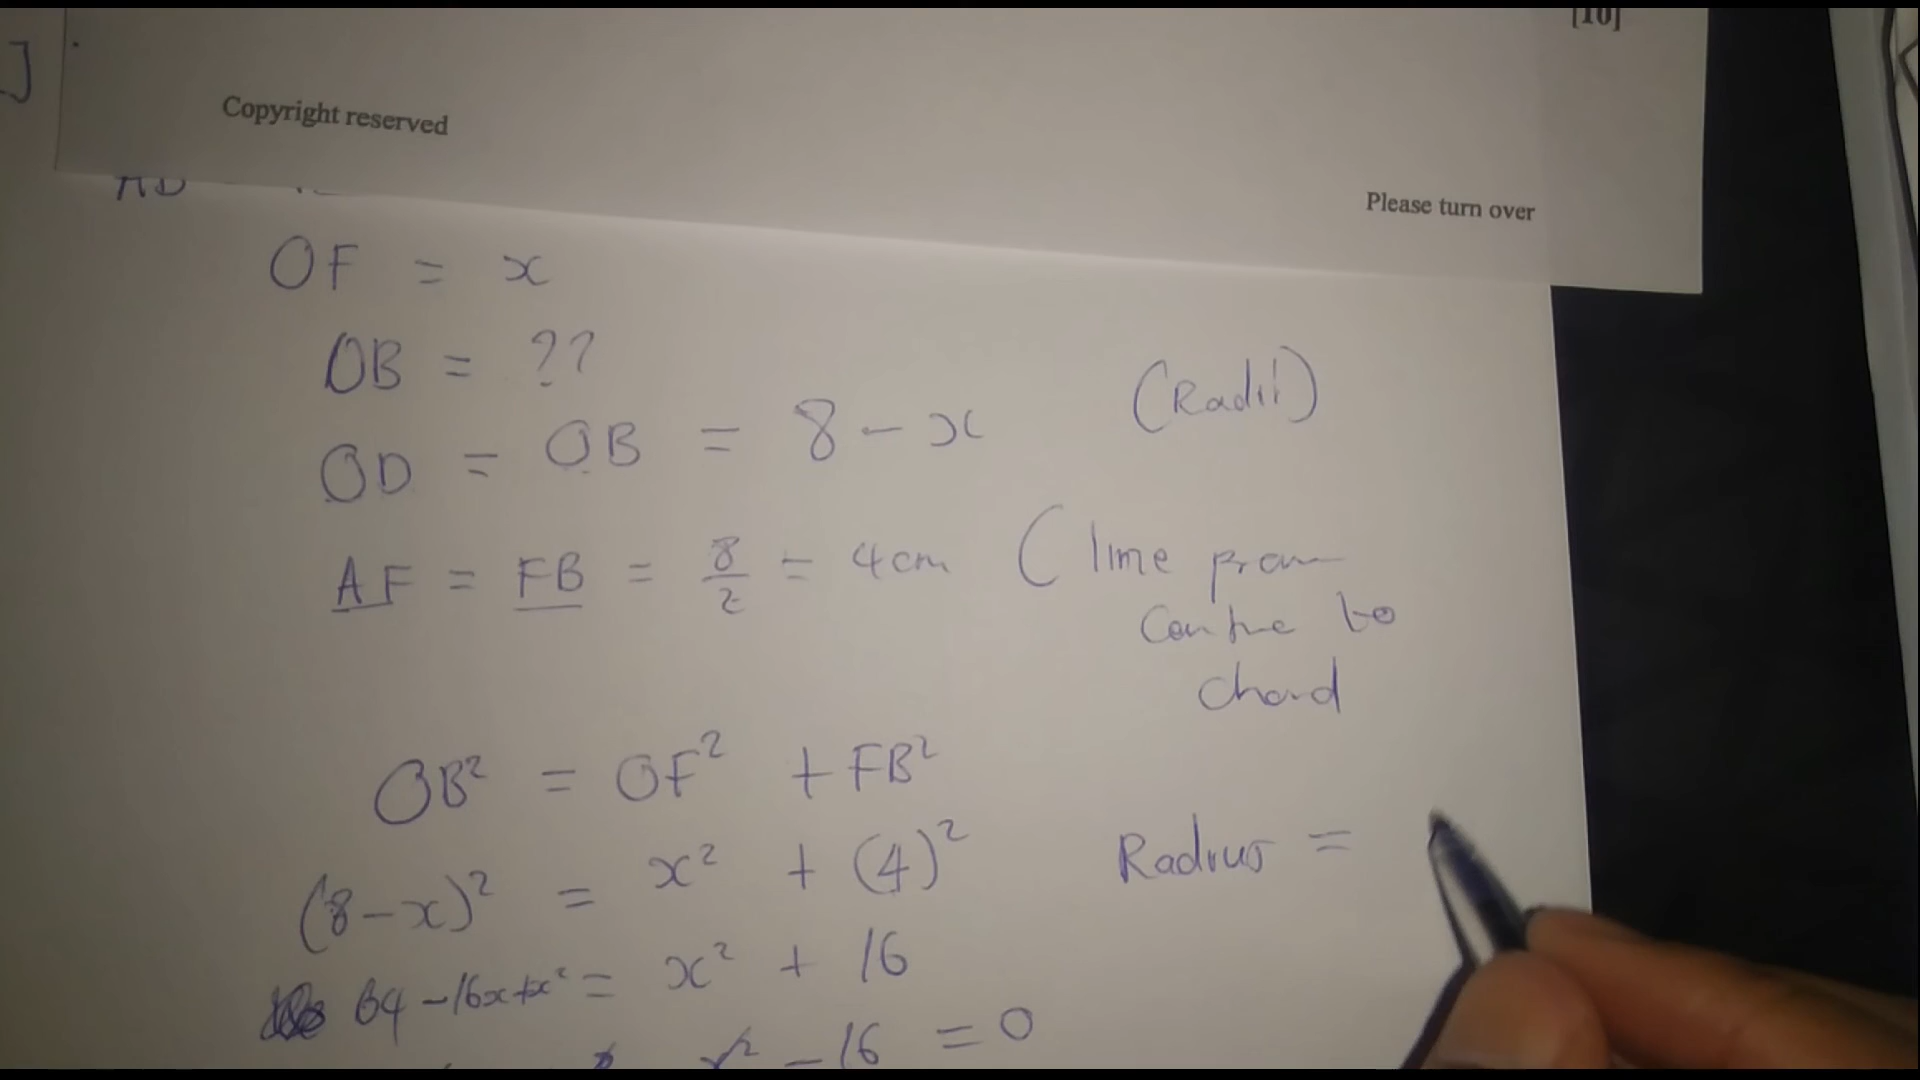 [10]
]
Copyright reserved
Please turn over
OF = x
OB = ??
OD = OB = 8 - x (Radii)
AF = FB = 8/2 = 4cm (line from
centre to
chord
OB² = OF² + FB²
(8-x)² = x² + (4)² Radius =
64 -16x+x² = x² + 16
x² - 16 = 0